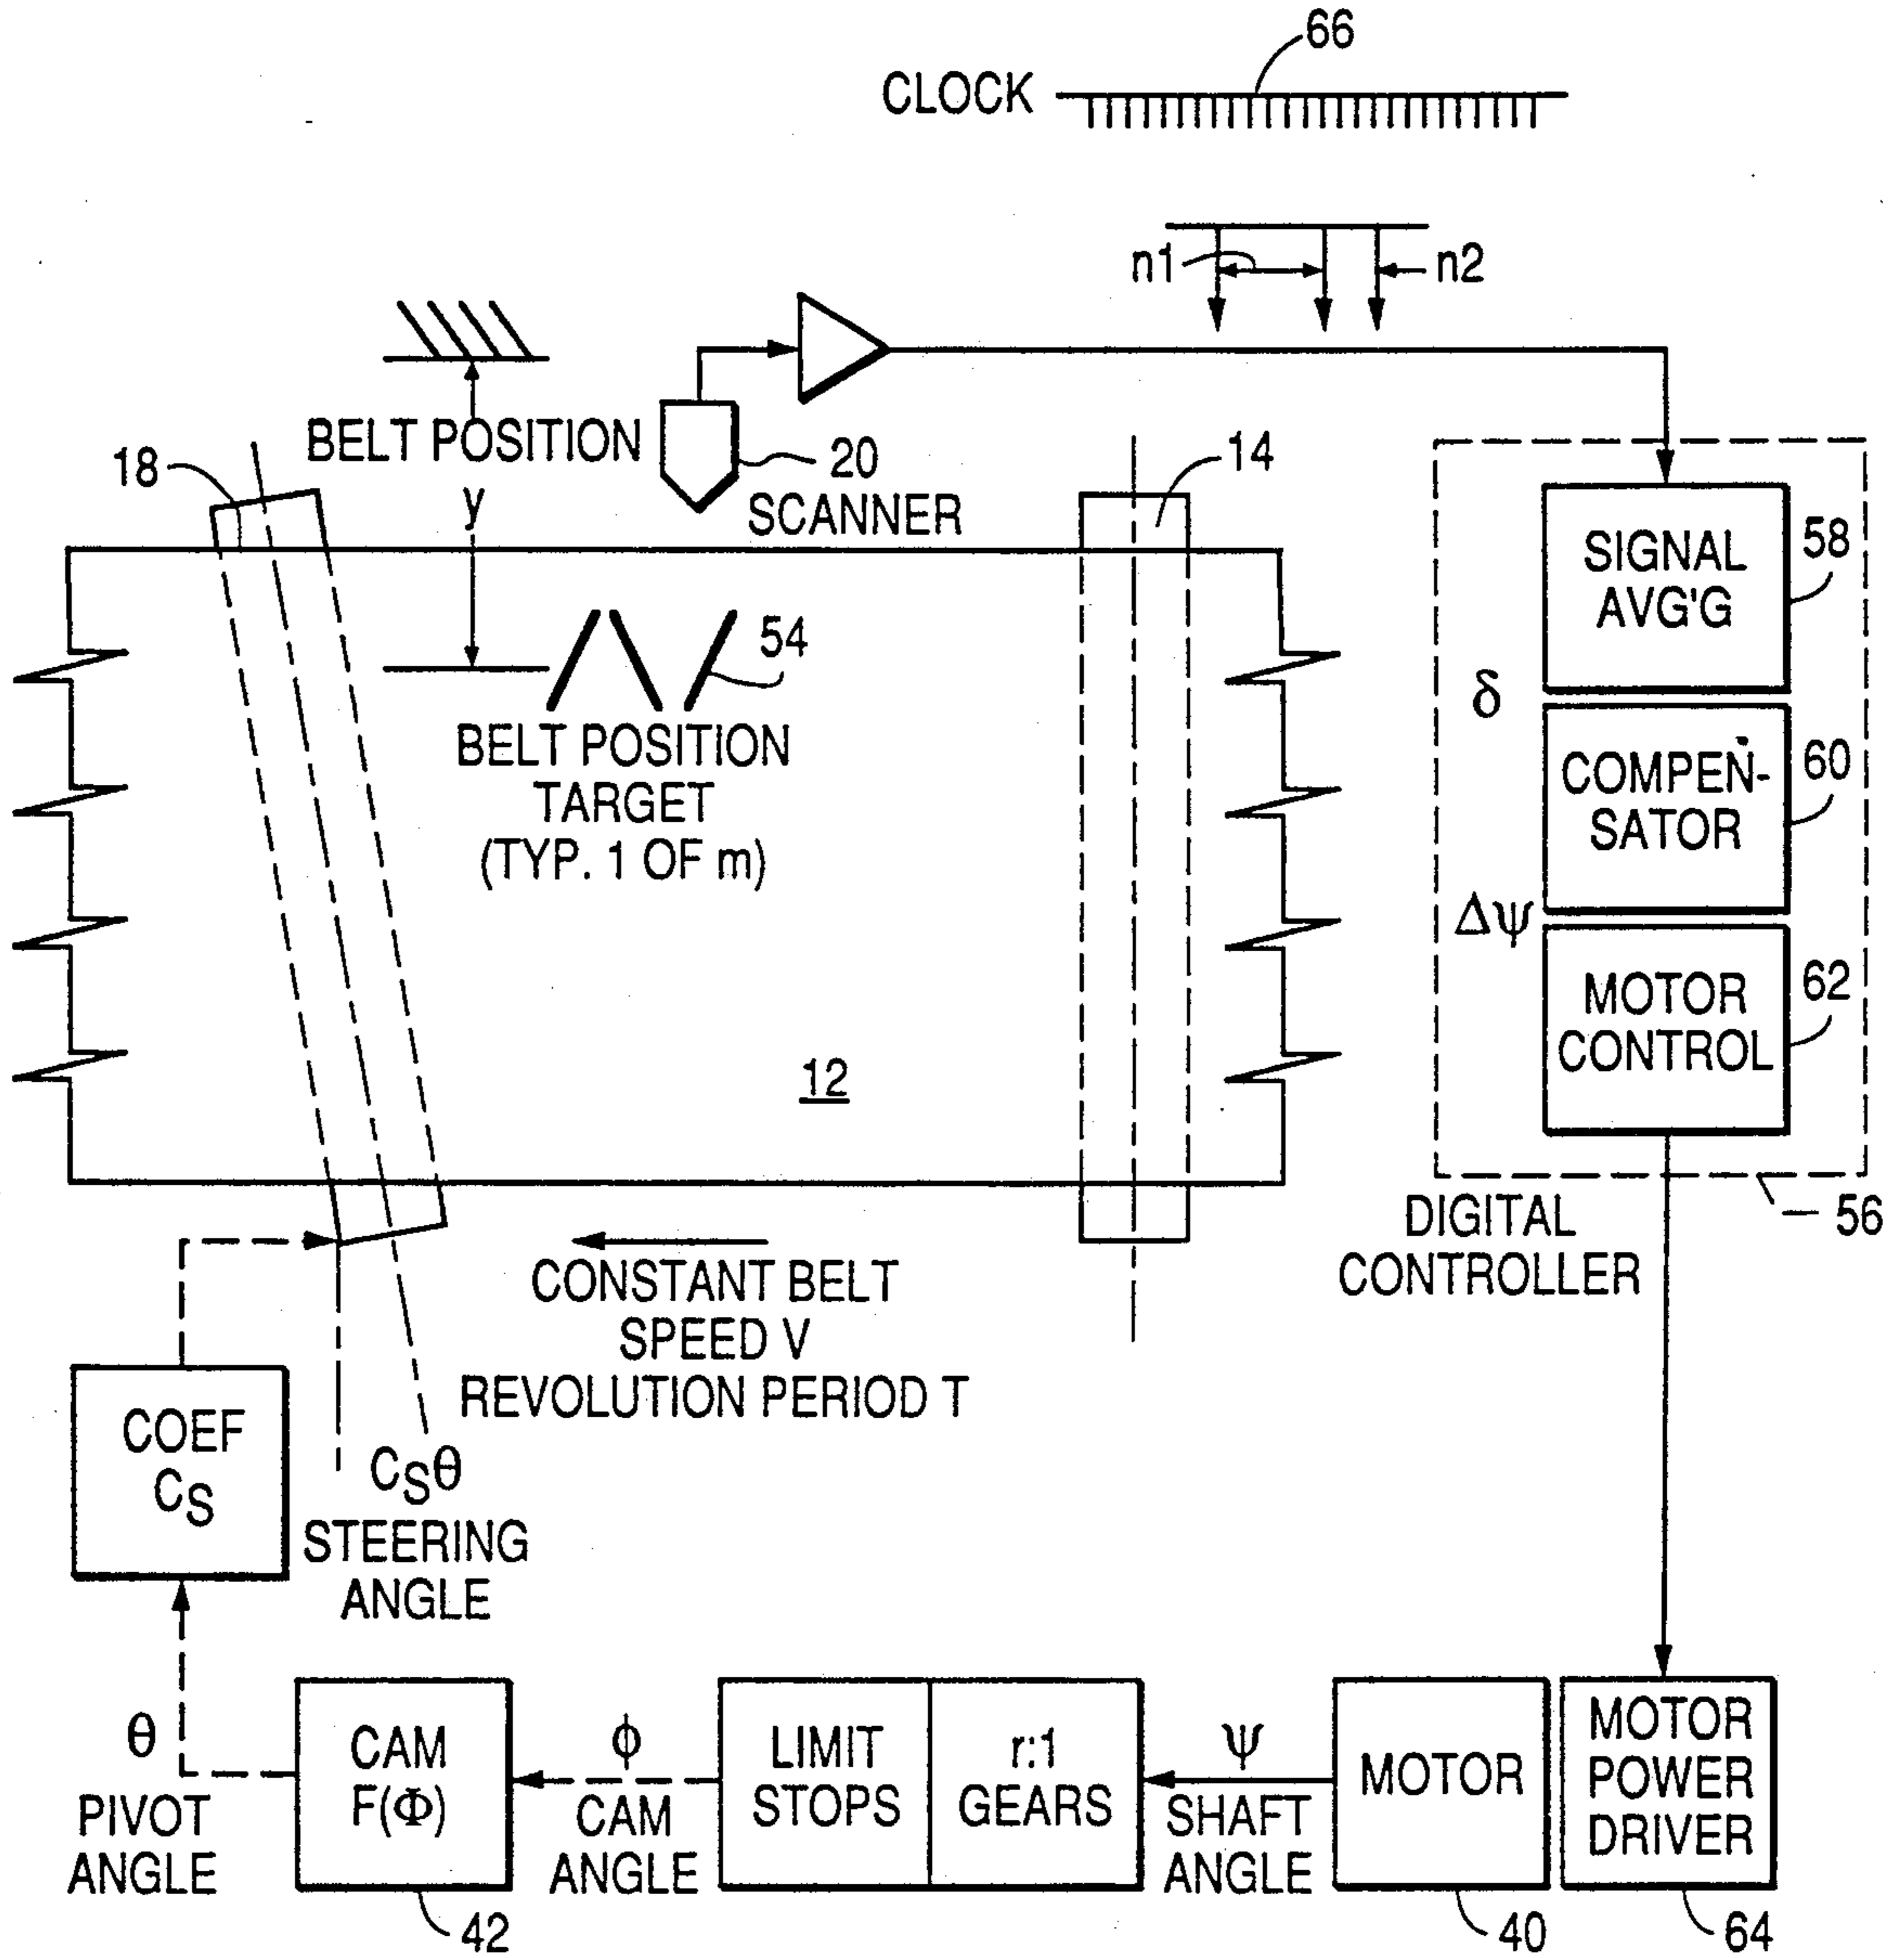 66
CLOCK
n1
n2
BELT POSITION
y
18
20
SCANNER
14
54
BELT POSITION
TARGET
(TYP. 1 OF m)
12
SIGNAL
AVG'G
58
δ
COMPEN-
SATOR
60
Δψ
MOTOR
CONTROL
62
DIGITAL
CONTROLLER
56
CONSTANT BELT
SPEED V
REVOLUTION PERIOD T
COEF
CS
CSθ
STEERING
ANGLE
θ
PIVOT
ANGLE
CAM
F(Φ)
42
ϕ
CAM
ANGLE
LIMIT
STOPS
r:1
GEARS
ψ
SHAFT
ANGLE
MOTOR
40
MOTOR
POWER
DRIVER
64